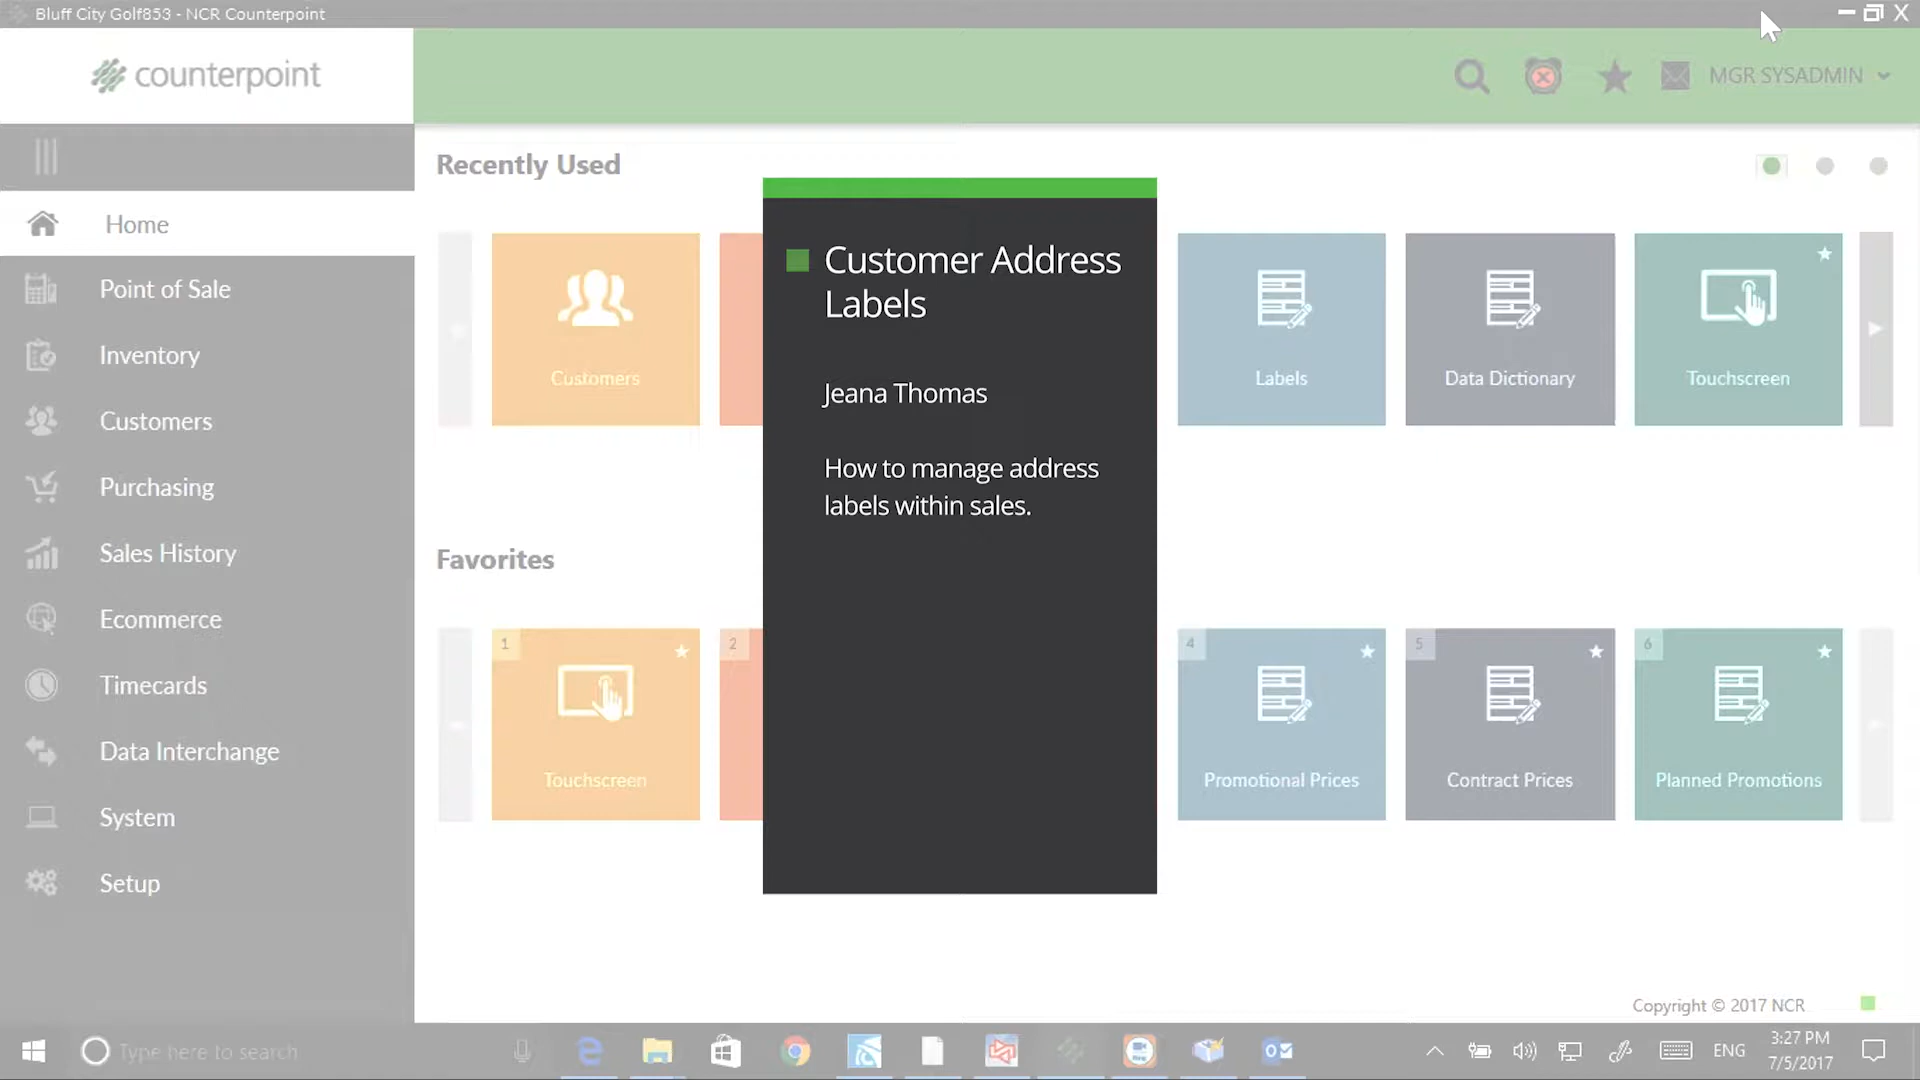 Bluff City Golf853 - NCR Counterpoint
counterpoint
MGR SYSADMIN
Recently Used
Home
Point of Sale
Inventory
Customers
Purchasing
Sales History
Ecommerce
Timecards
Data Interchange
System
Setup
Customers
Customer Address
Labels
Jeana Thomas
How to manage address
labels within sales.
Labels
Data Dictionary
Touchscreen
Favorites
1
Touchscreen
2
4
Promotional Prices
5
Contract Prices
6
Planned Promotions
Copyright © 2017 NCR
Type here to search
ENG
3:27 PM
7/5/2017